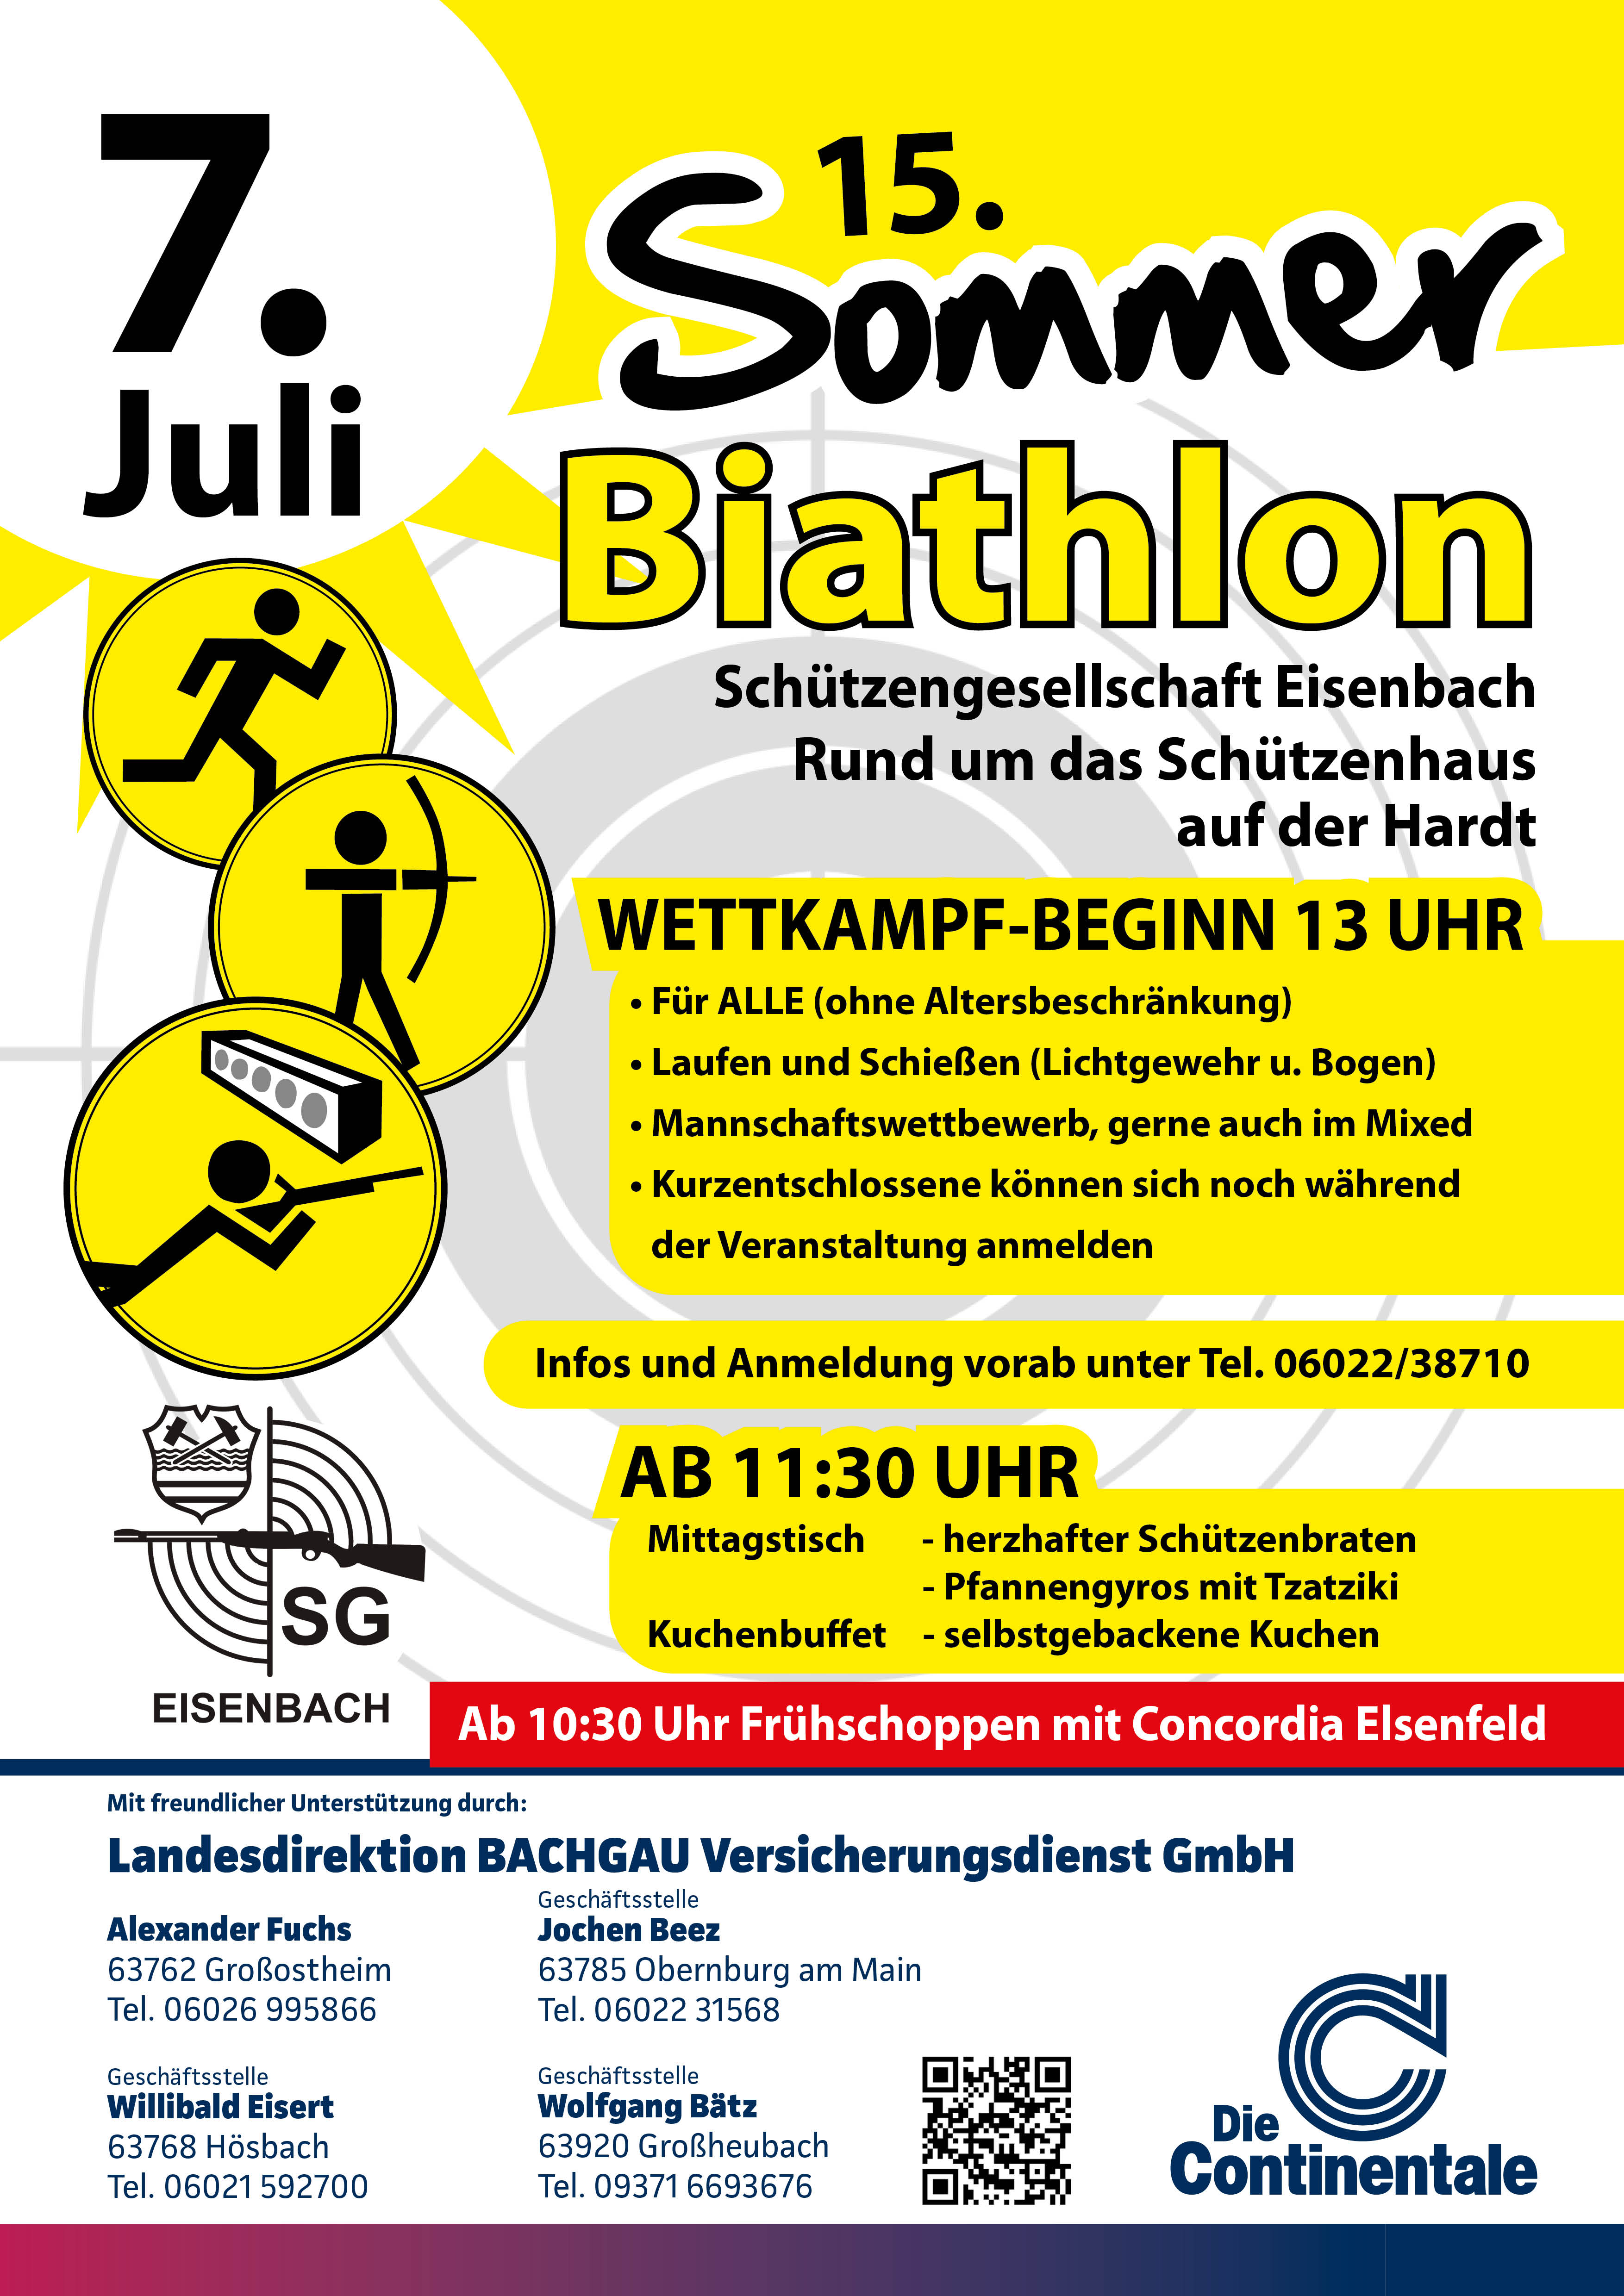 7.
Juli
15.
Sommer
Biathlon
Schützengesellschaft Eisenbach
Rund um das Schützenhaus
auf der Hardt
WETTKAMPF-BEGINN 13 UHR
• Für ALLE (ohne Altersbeschränkung)
• Laufen und Schießen (Lichtgewehr u. Bogen)
• Mannschaftswettbewerb, gerne auch im Mixed
• Kurzentschlossene können sich noch während
der Veranstaltung anmelden
Infos und Anmeldung vorab unter Tel. 06022/38710
AB 11:30 UHR
Mittagstisch - herzhafter Schützenbraten
- Pfannengyros mit Tzatziki
Kuchenbuffet - selbstgebackene Kuchen
SG
EISENBACH
Ab 10:30 Uhr Frühschoppen mit Concordia Elsenfeld
Mit freundlicher Unterstützung durch:
Landesdirektion BACHGAU Versicherungsdienst GmbH
Alexander Fuchs
63762 Großostheim
Tel. 06026 995866
Geschäftsstelle
Jochen Beez
63785 Obernburg am Main
Tel. 06022 31568
Geschäftsstelle
Willibald Eisert
63768 Hösbach
Tel. 06021 592700
Geschäftsstelle
Wolfgang Bätz
63920 Großheubach
Tel. 09371 6693676
Die
Continentale